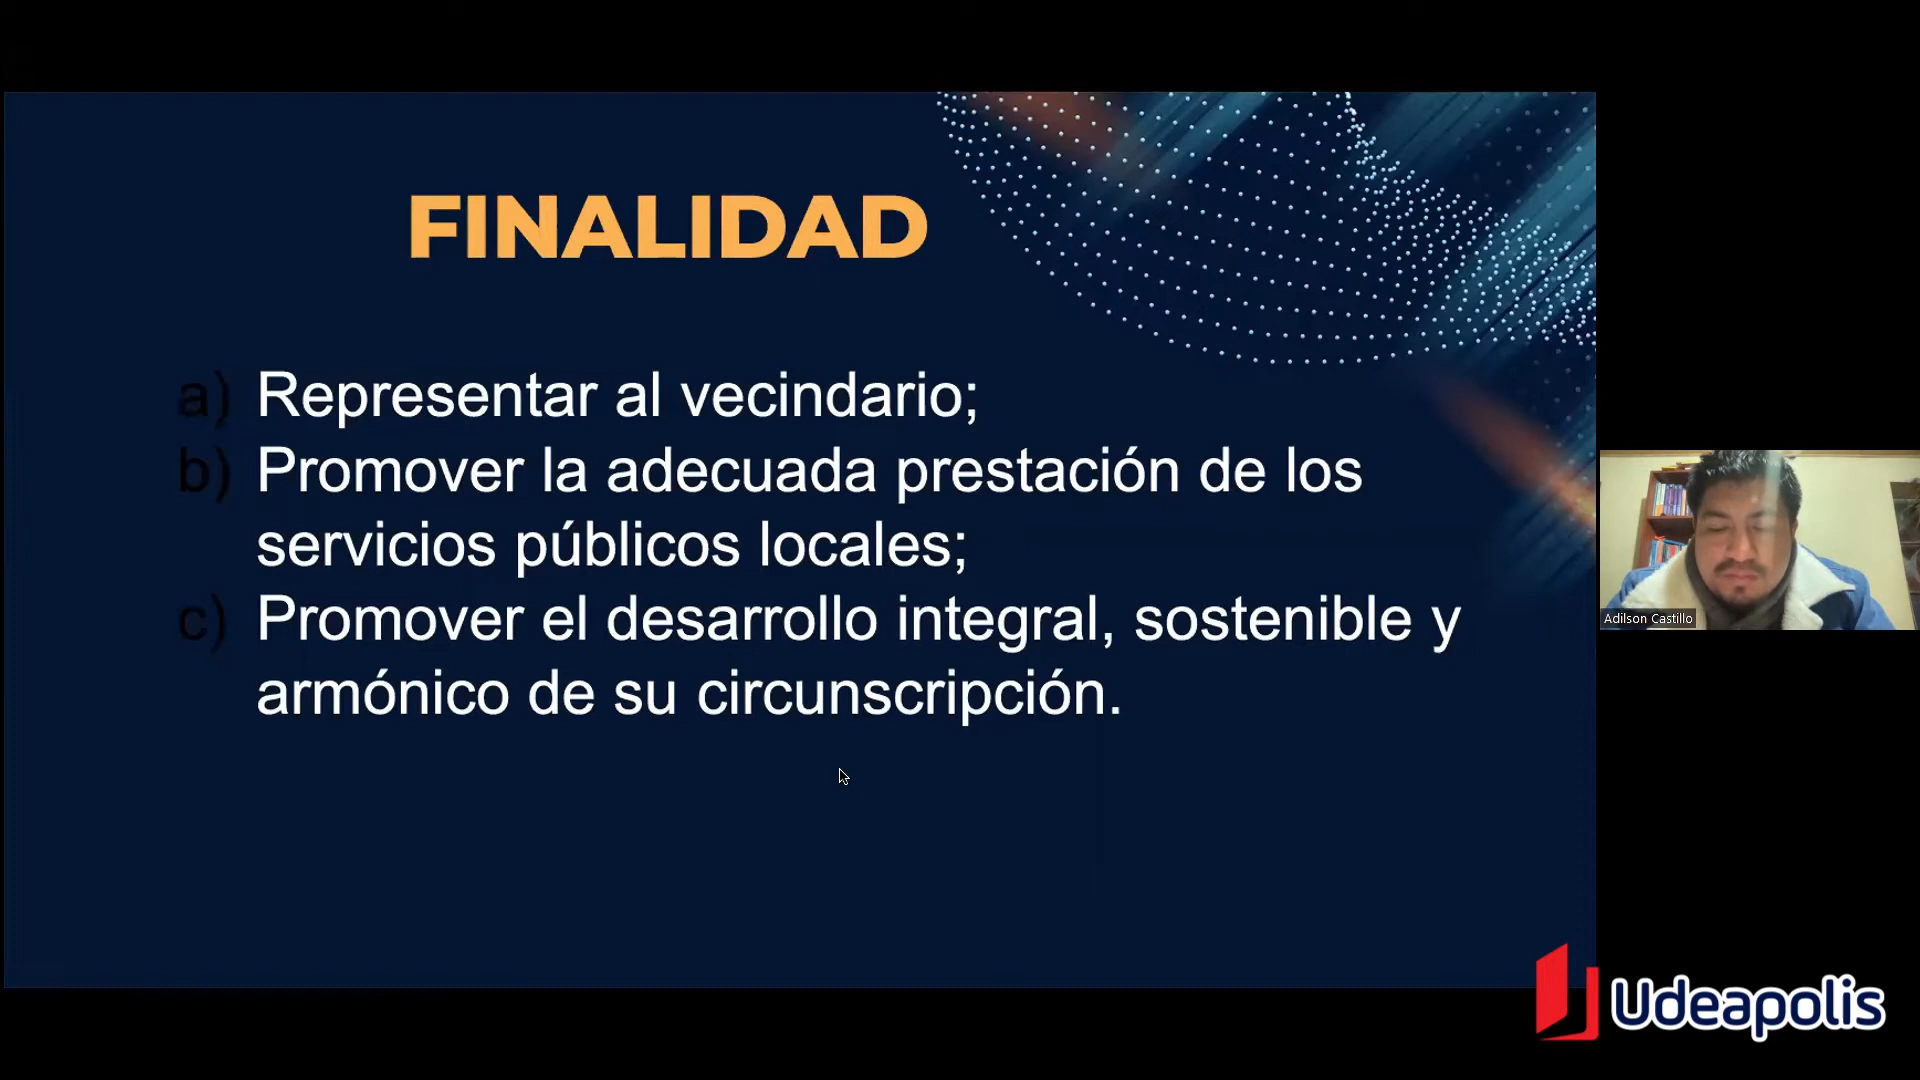 FINALIDAD
a) Representar al vecindario;
b) Promover la adecuada prestación de los
servicios públicos locales;
c) Promover el desarrollo integral, sostenible y
armónico de su circunscripción.
Adilson Castillo
Udeapolis